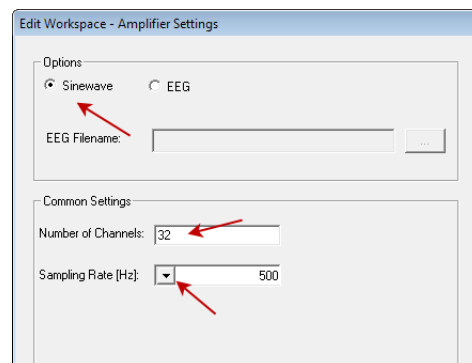 Edit Workspace - Amplifier Settings
Options
Sinewave EEG
EEG Filename: ...
Common Settings
Number of Channels: 32
Sampling Rate [Hz]: 500